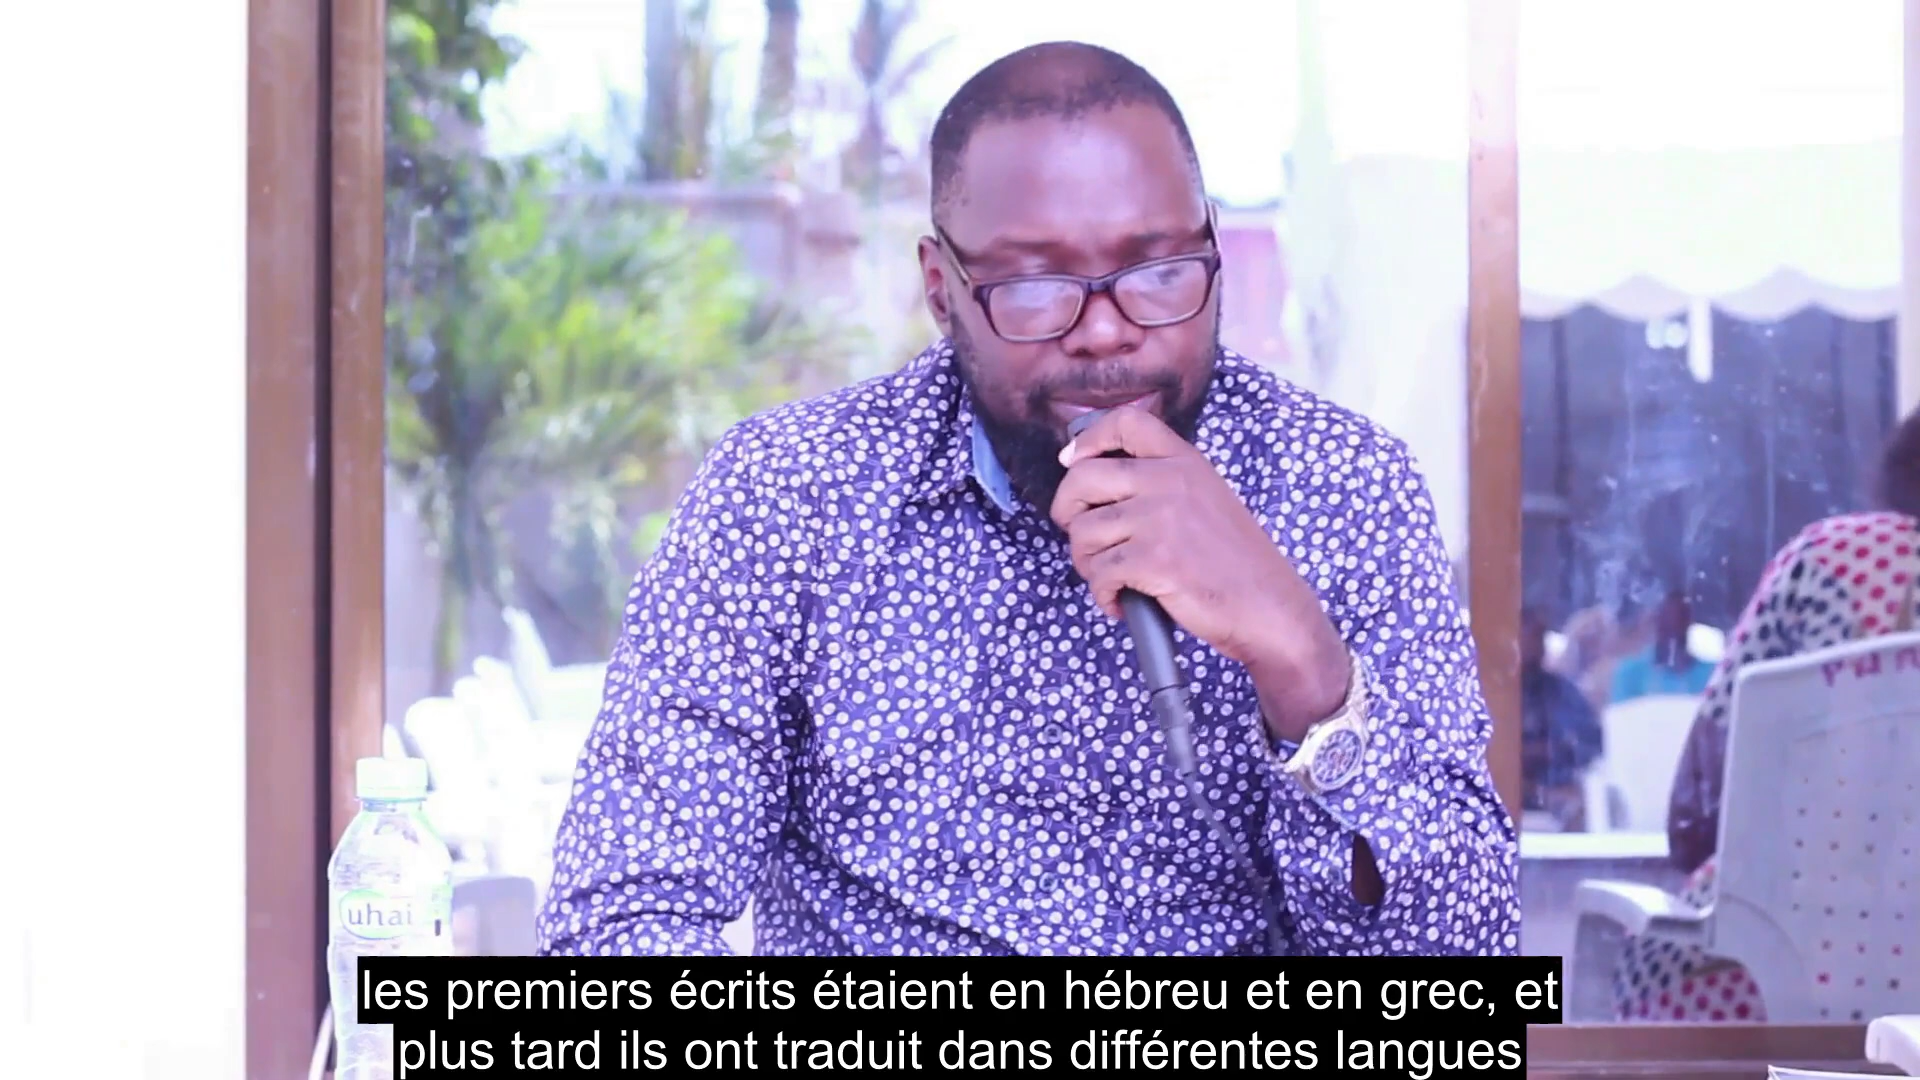 uhai
les premiers écrits étaient en hébreu et en grec, et
plus tard ils ont traduit dans différentes langues